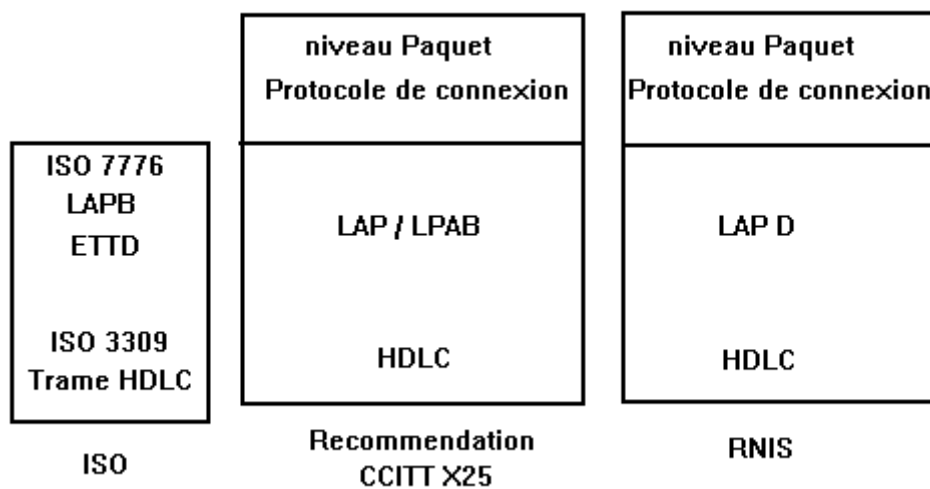 ISO 7776
LAPB
ETTD
ISO 3309
Trame HDLC
ISO
niveau Paquet
Protocole de connexion
LAP / LPAB
HDLC
Recommendation
CCITT X25
niveau Paquet
Protocole de connexion
LAP D
HDLC
RNIS